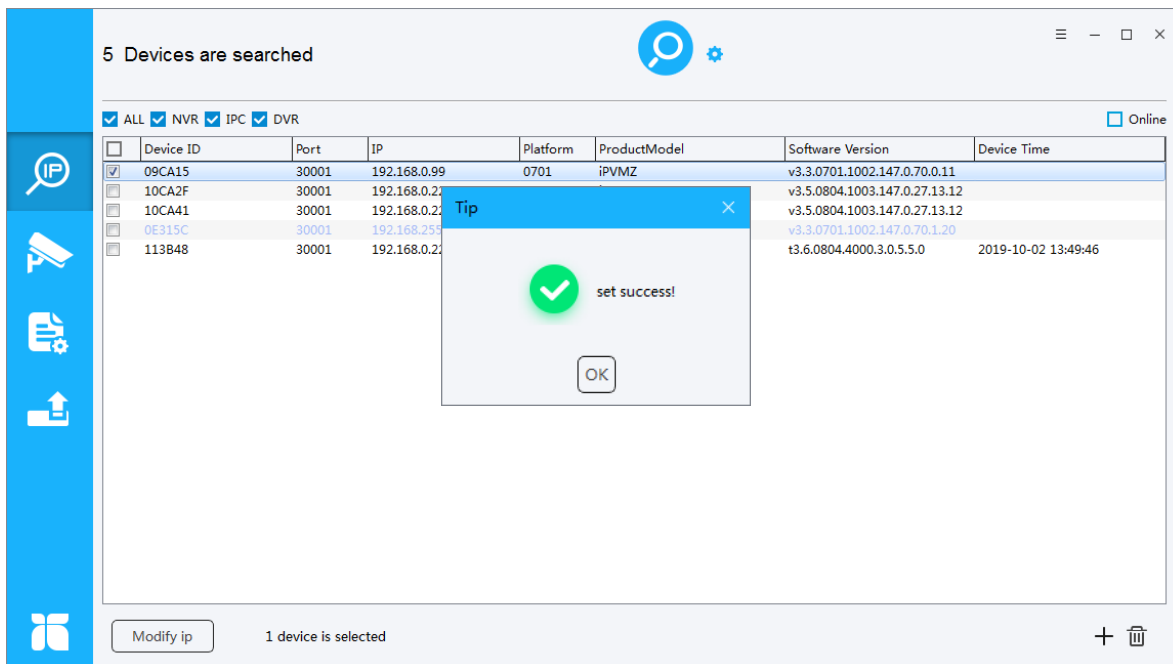 5 Devices are searched
ALL NVR IPC DVR Online
Device ID Port IP Platform ProductModel Software Version Device Time
09CA15 30001 192.168.0.99 0701 iPVMZ v3.3.0701.1002.147.0.70.0.11
10CA2F 30001 v3.5.0804.1003.147.0.27.13.12
10CA41 30001 v3.5.0804.1003.147.0.27.13.12
0E315C 30001 192.168.255 v3.3.0701.1002.147.0.70.1.20
113B48 30001 t3.6.0804.4000.3.0.5.5.0 2019-10-02 13:49:46
Tip
set success!
OK
IP
Modify ip 1 device is selected